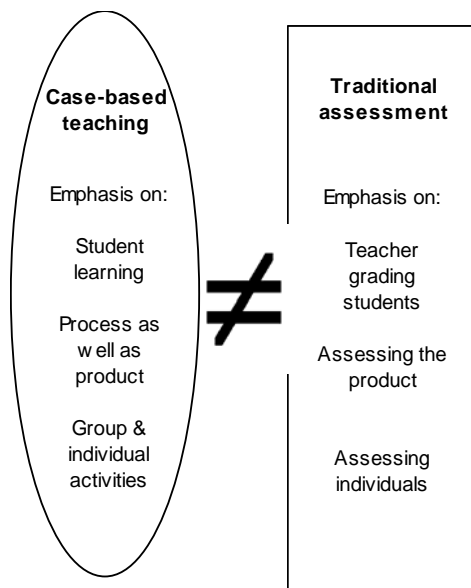 Case-based
teaching
Emphasis on:
Student
learning
Process as
well as
product
Group &
individual
activities
≠
Traditional
assessment
Emphasis on:
Teacher
grading
students
Assessing the
product
Assessing
individuals